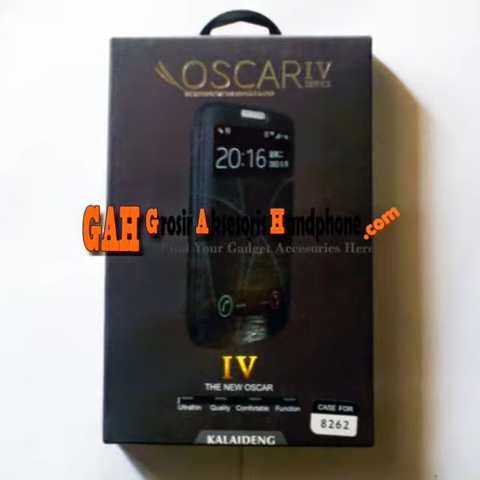 OSCAR IV
SERIES
20:16
GAH Grosir Aksesoris Handphone.com
Find Your Gadget Accesories Here
IV
THE NEW OSCAR
Ultrathin Quality Comfortable Function
CASE FOR
8262
KALAIDENG